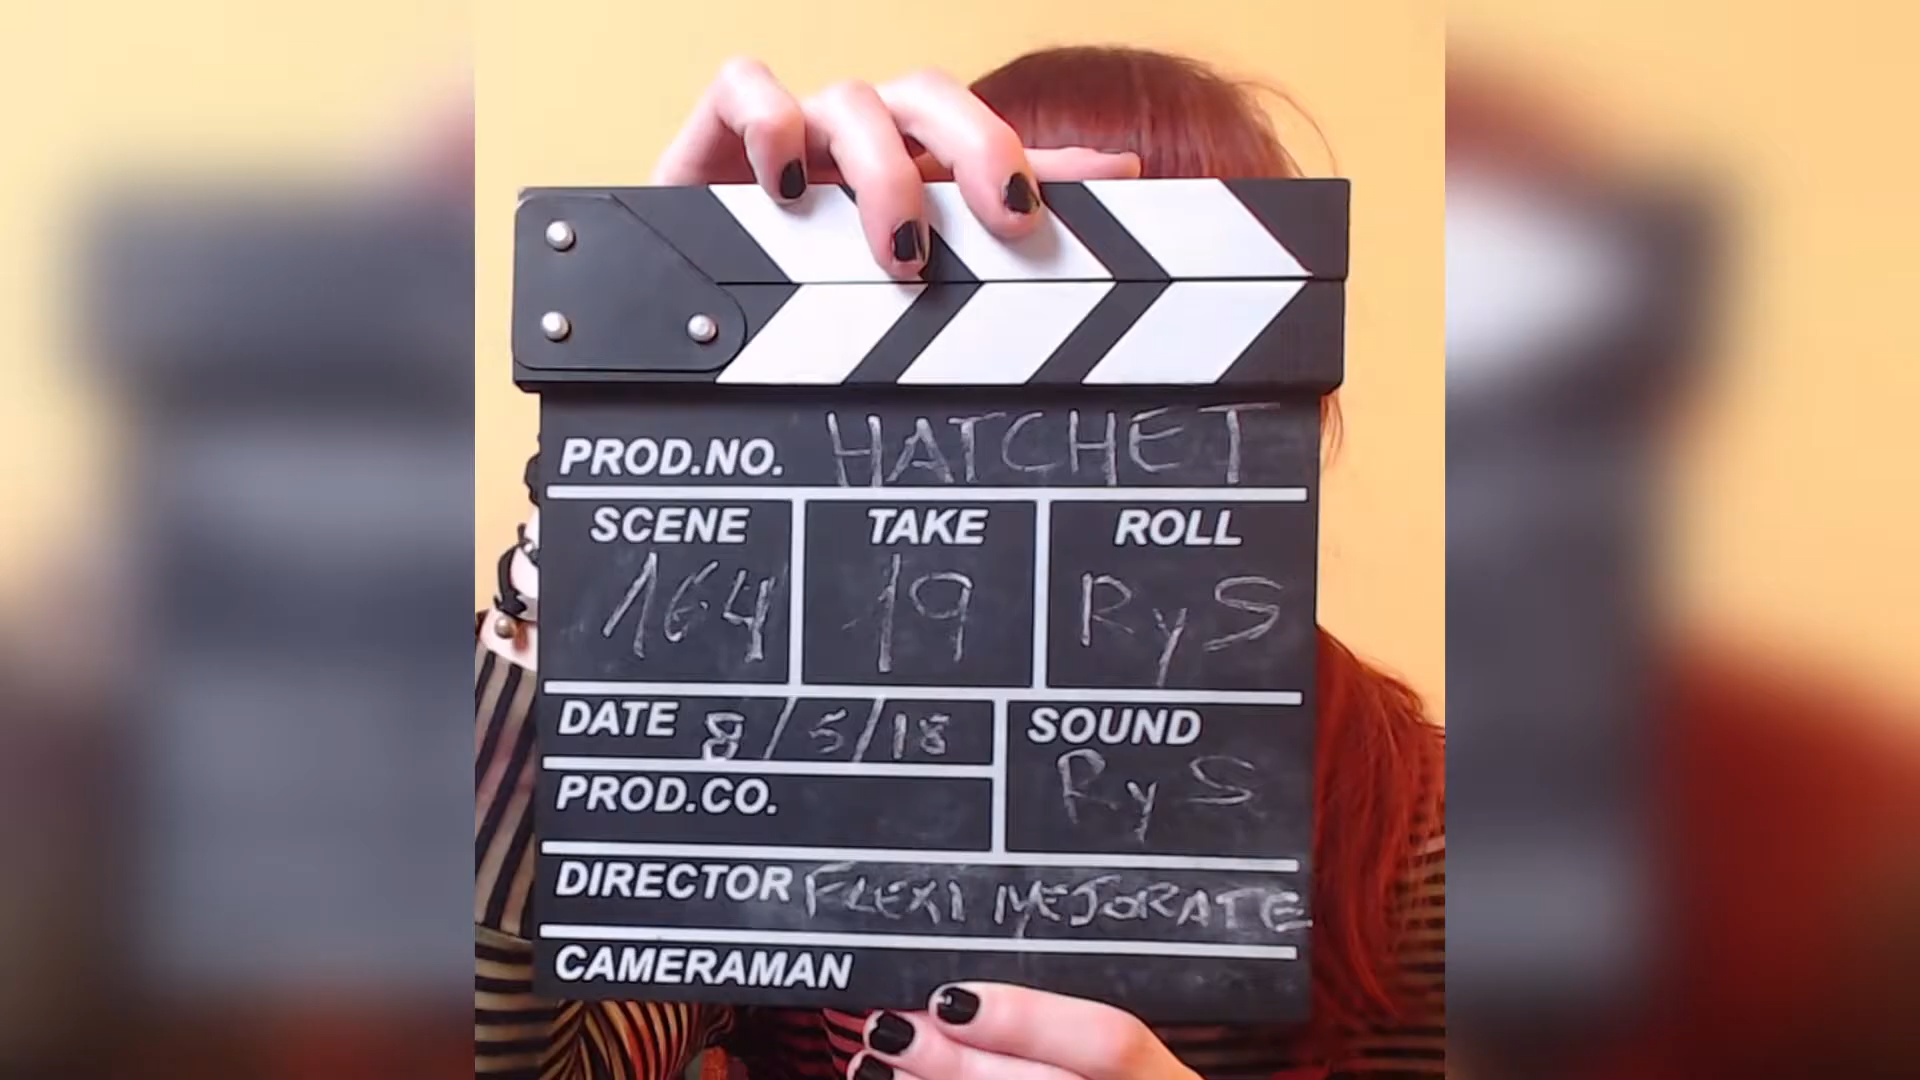 PROD.NO. HATCHET
SCENE TAKE ROLL
164 19 RyS
DATE 8/5/18 SOUND
RyS
PROD.CO.
DIRECTOR FLEXI MEJORATE
CAMERAMAN